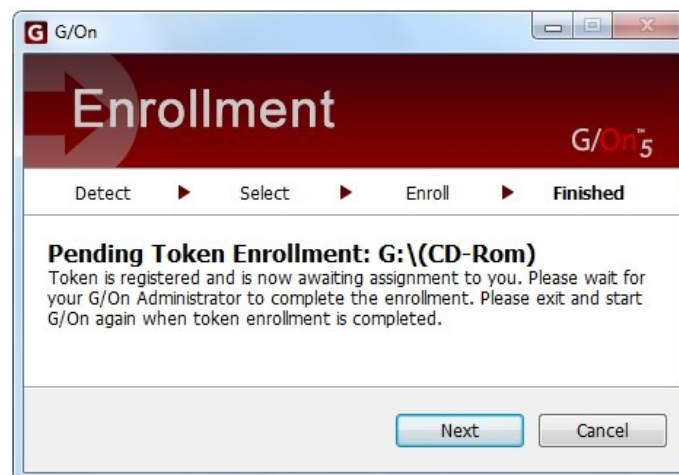 G G/On
Enrollment
G/On™5
Detect Select Enroll Finished
Pending Token Enrollment: G:\(CD-Rom)
Token is registered and is now awaiting assignment to you. Please wait for
your G/On Administrator to complete the enrollment. Please exit and start
G/On again when token enrollment is completed.
Next Cancel